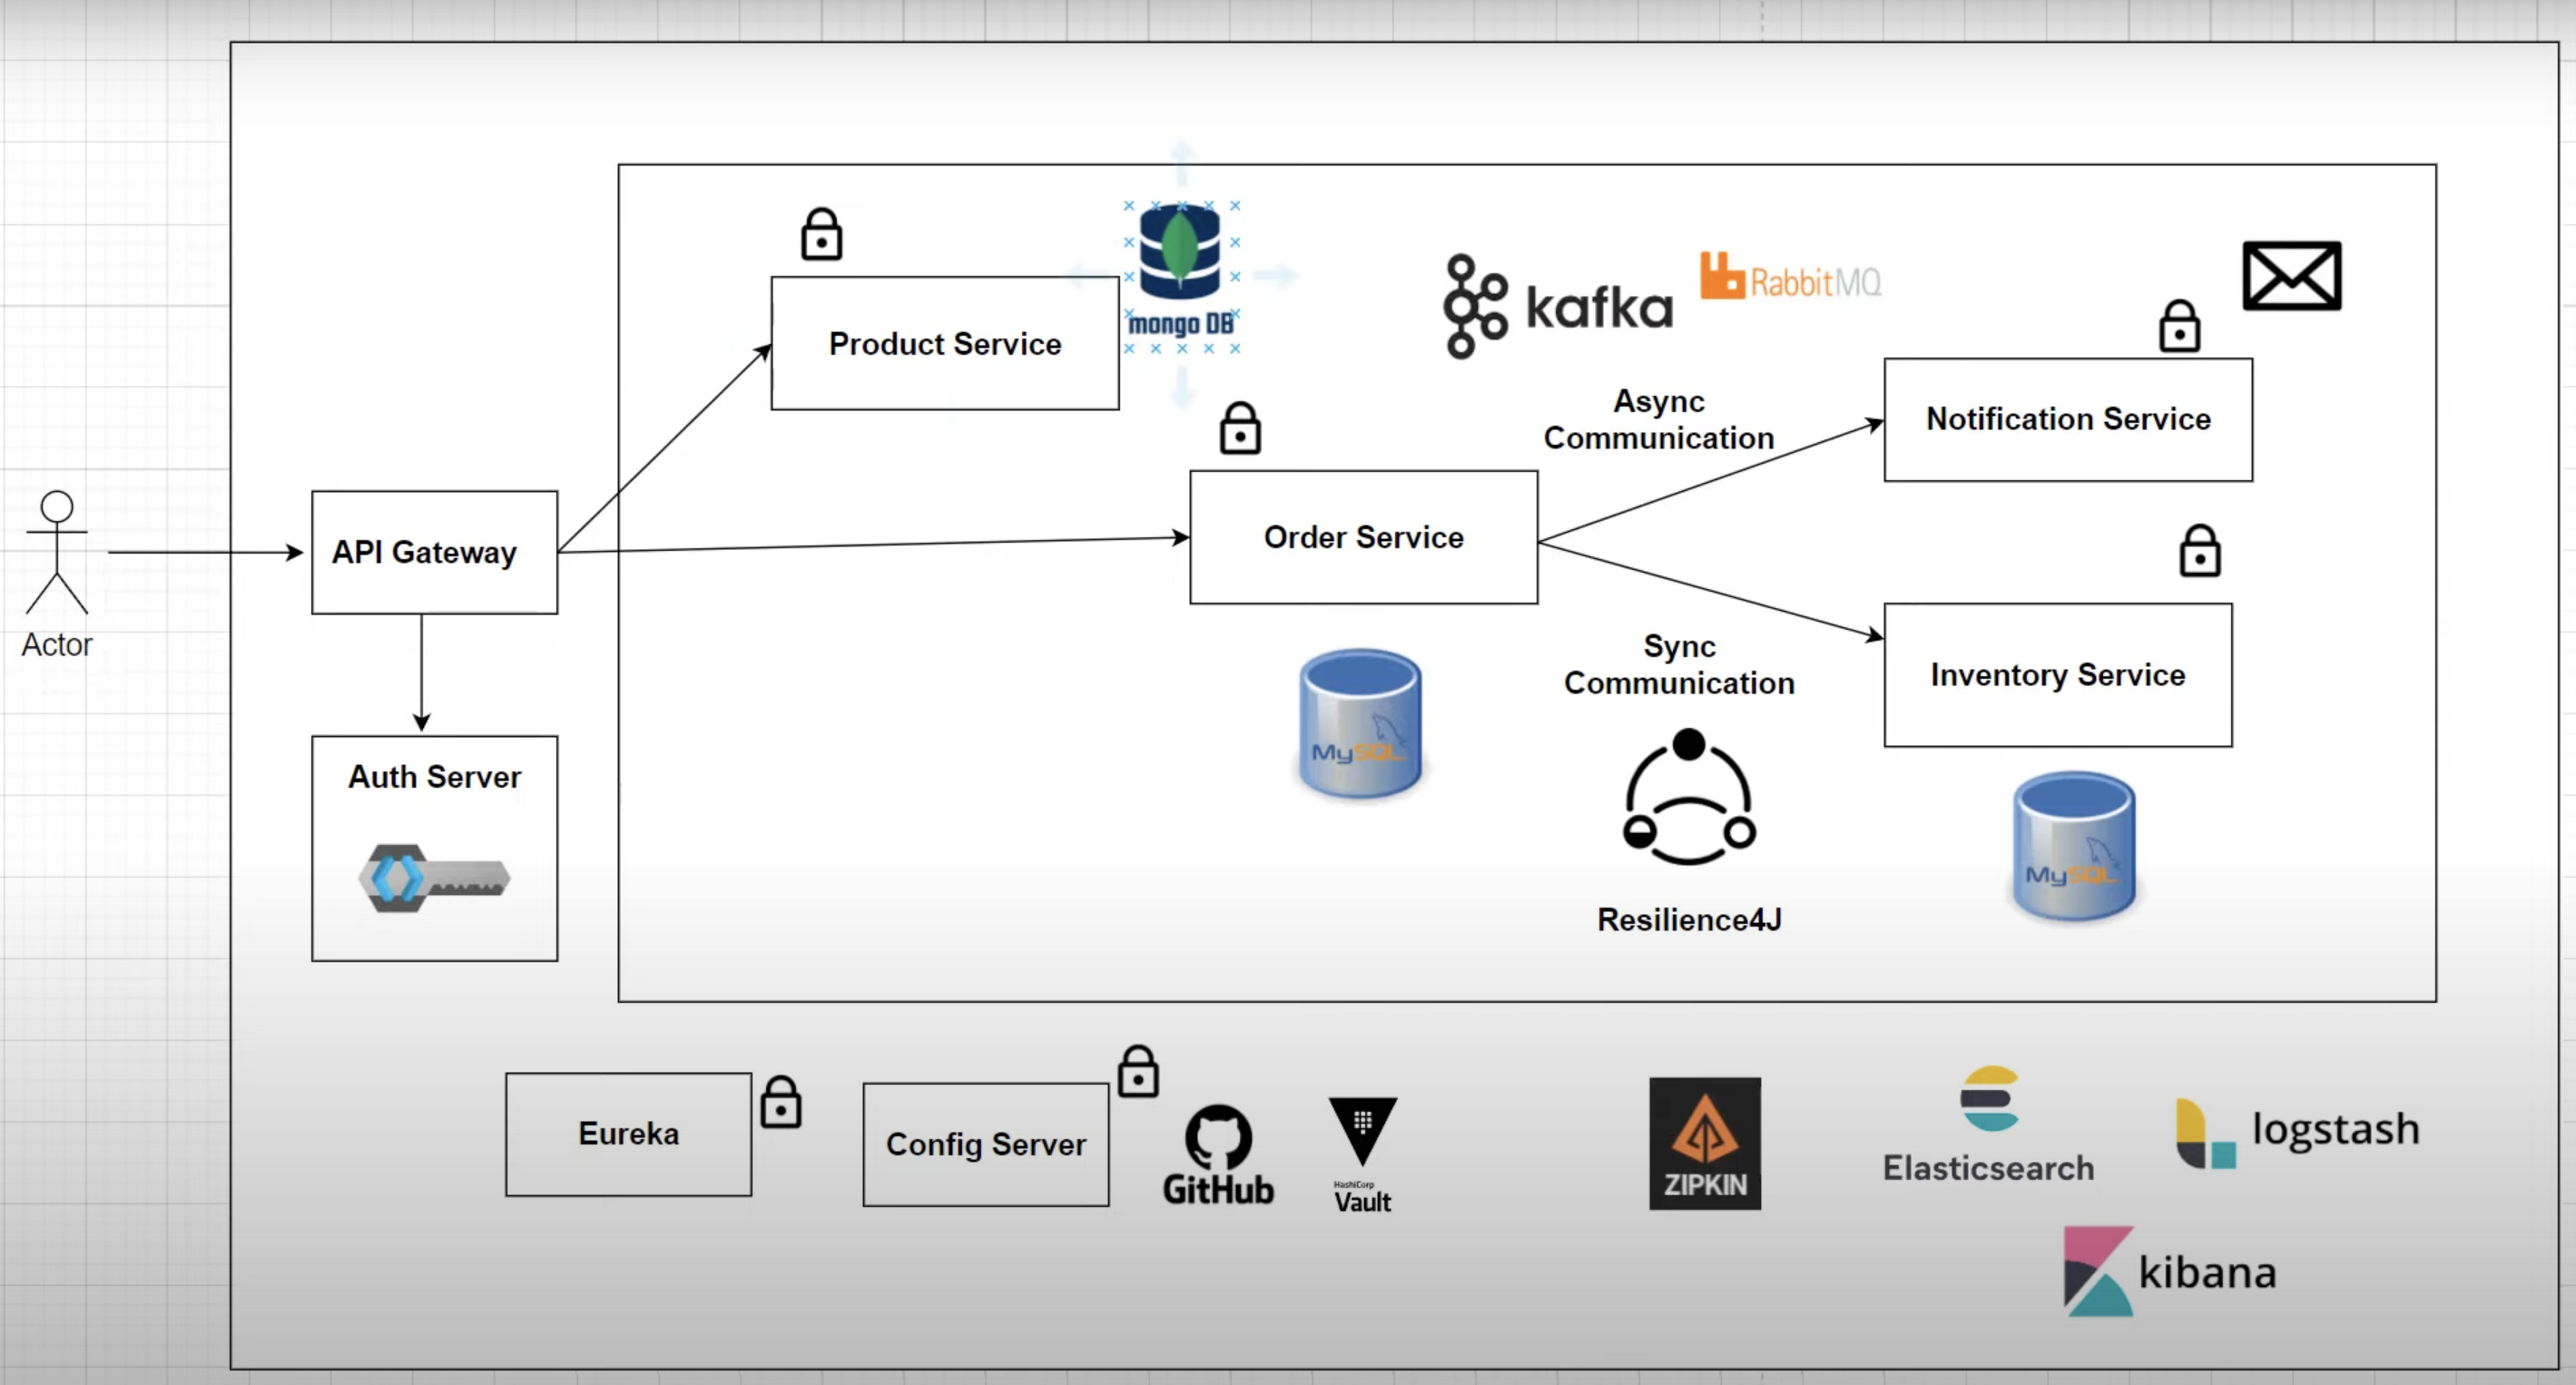 mongo DB
kafka
RabbitMQ
Product Service
Async
Communication
Notification Service
API Gateway
Order Service
Actor
Sync
Communication
Inventory Service
MySQL
Auth Server
MySQL
Resilience4J
Eureka
Config Server
GitHub
HashiCorp
Vault
ZIPKIN
Elasticsearch
logstash
kibana